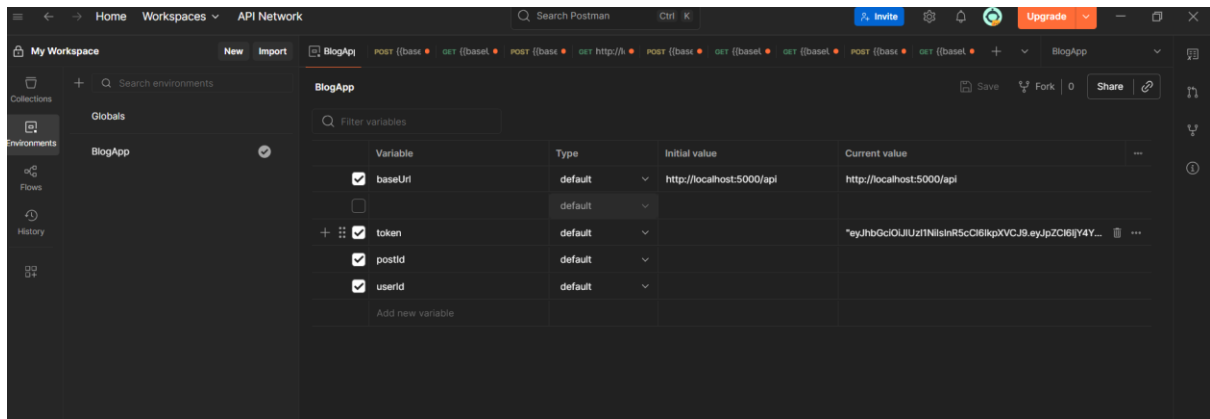 Home Workspaces API Network Search Postman Ctrl K Invite Upgrade
My Workspace New Import BlogAp POST {{base GET {{baseL POST {{base GET http://l POST {{base GET {{baseL GET {{baseL POST {{base GET {{baseL BlogApp
Collections Search environments BlogApp Save Fork 0 Share
Globals
Filter variables
Environments
BlogApp
Variable Type Initial value Current value
Flows
baseUrl default http://localhost:5000/api http://localhost:5000/api
default
History
token default
postId default
userId default
Add new variable